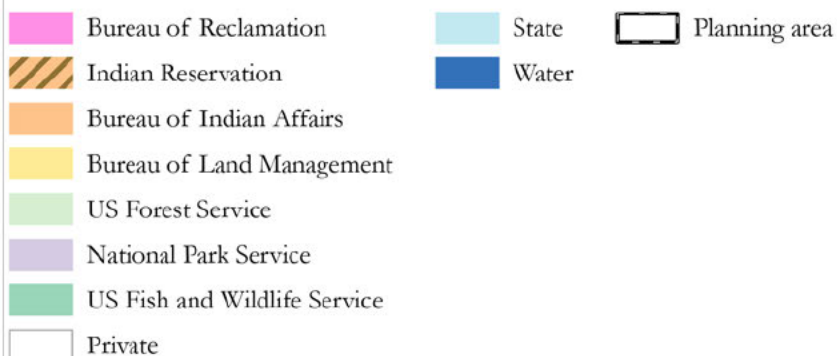 Bureau of Reclamation
Indian Reservation
Bureau of Indian Affairs
Bureau of Land Management
US Forest Service
National Park Service
US Fish and Wildlife Service
Private
State
Water
Planning area